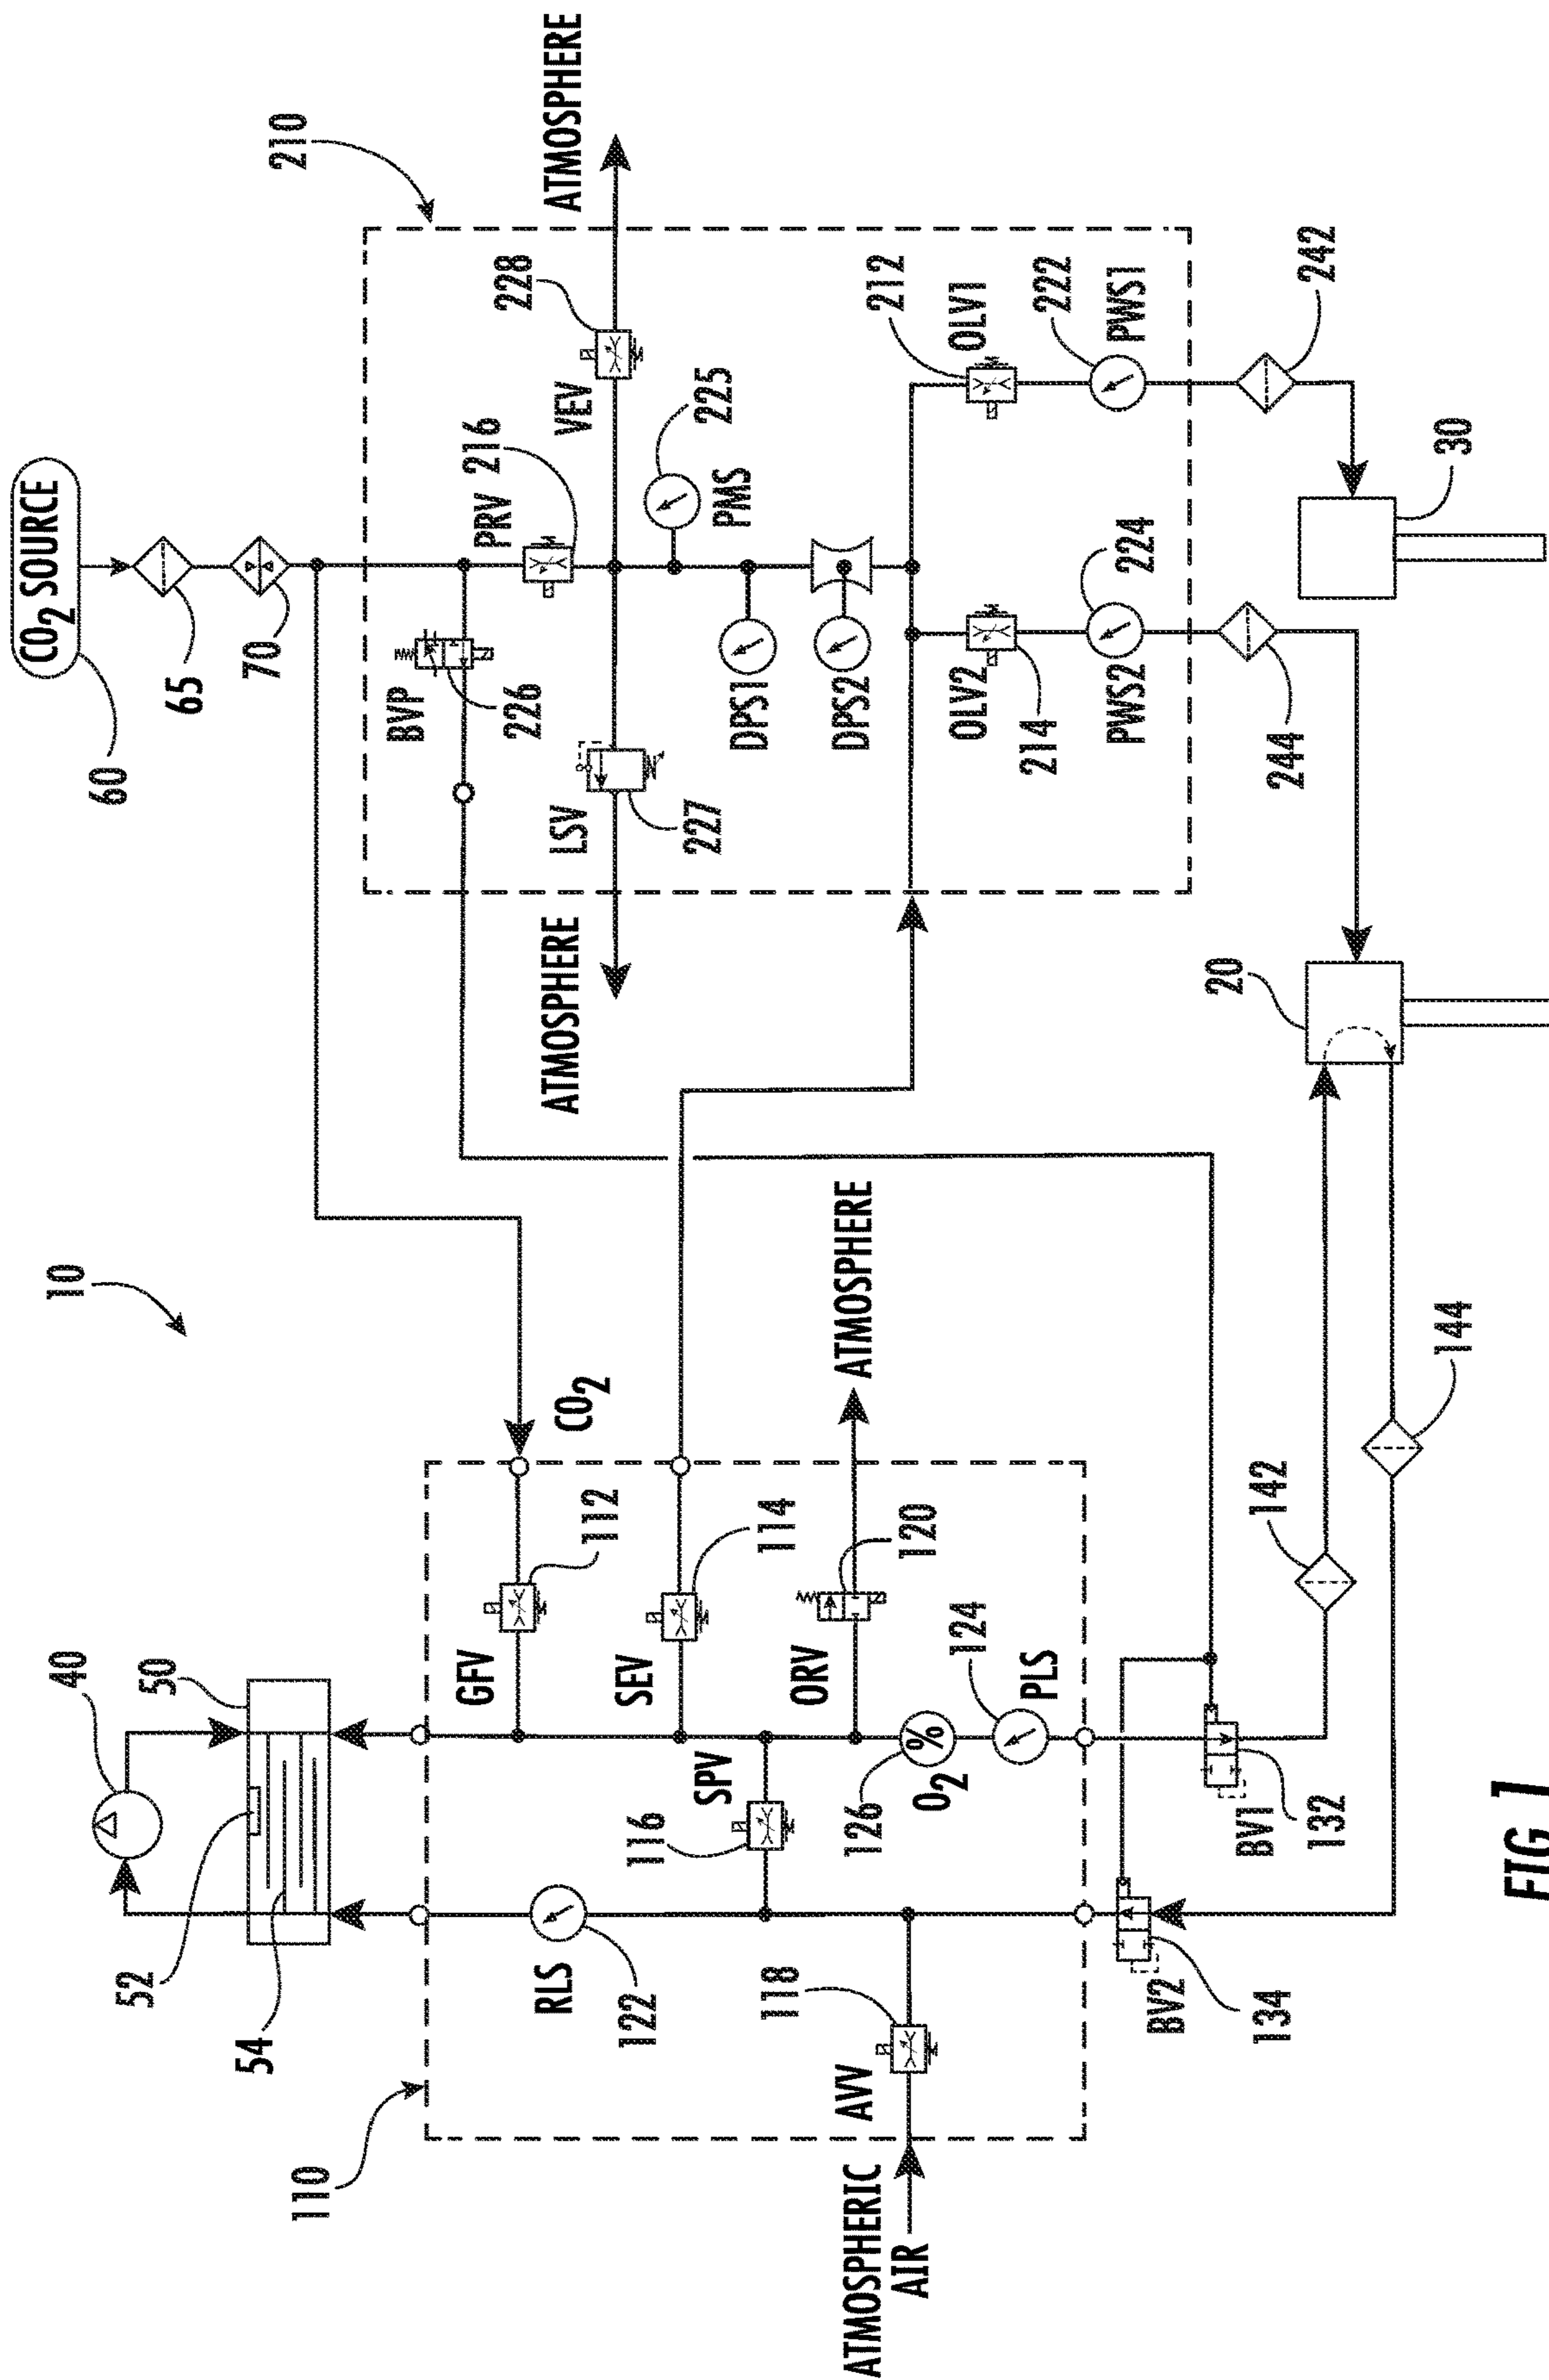 10
CO2 SOURCE
60
65
70
210
40
50
52
54
110
GFV
112
CO2
SEV
114
SPV
116
ORV
120
ATMOSPHERE
RLS
122
O2
%
126
PLS
124
AVV
118
ATMOSPHERIC
AIR
BV1
132
BV2
134
142
144
BVP
226
PRV
216
VEV
228
ATMOSPHERE
LSV
227
ATMOSPHERE
PMS
225
DPS1
DPS2
OLV1
212
OLV2
214
PWS1
222
PWS2
224
242
244
20
30
FIG 1